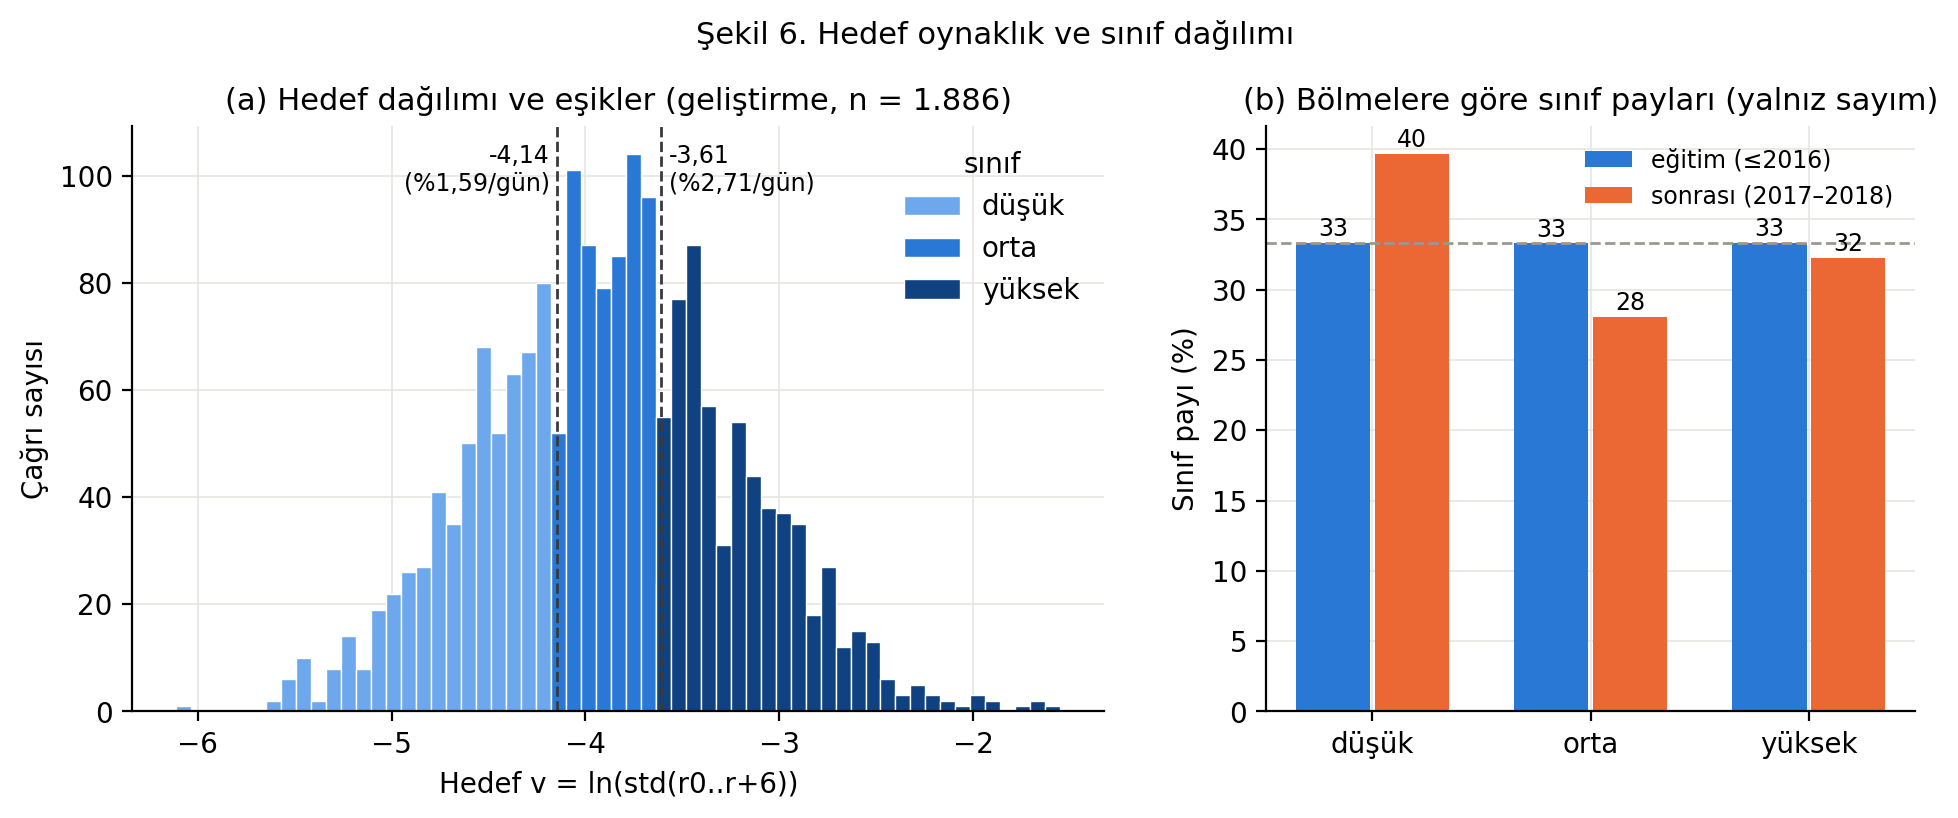 Şekil 6. Hedef oynaklık ve sınıf dağılımı
(a) Hedef dağılımı ve eşikler (geliştirme, n = 1.886)
-4,14
(%1,59/gün)
-3,61
(%2,71/gün)
sınıf
düşük
orta
yüksek
Çağrı sayısı
100
80
60
40
20
0
−6
−5
−4
−3
−2
Hedef v = ln(std(r0..r+6))
(b) Bölmelere göre sınıf payları (yalnız sayım)
eğitim (≤2016)
sonrası (2017–2018)
Sınıf payı (%)
40
35
30
25
20
15
10
5
0
33
40
33
28
33
32
düşük
orta
yüksek